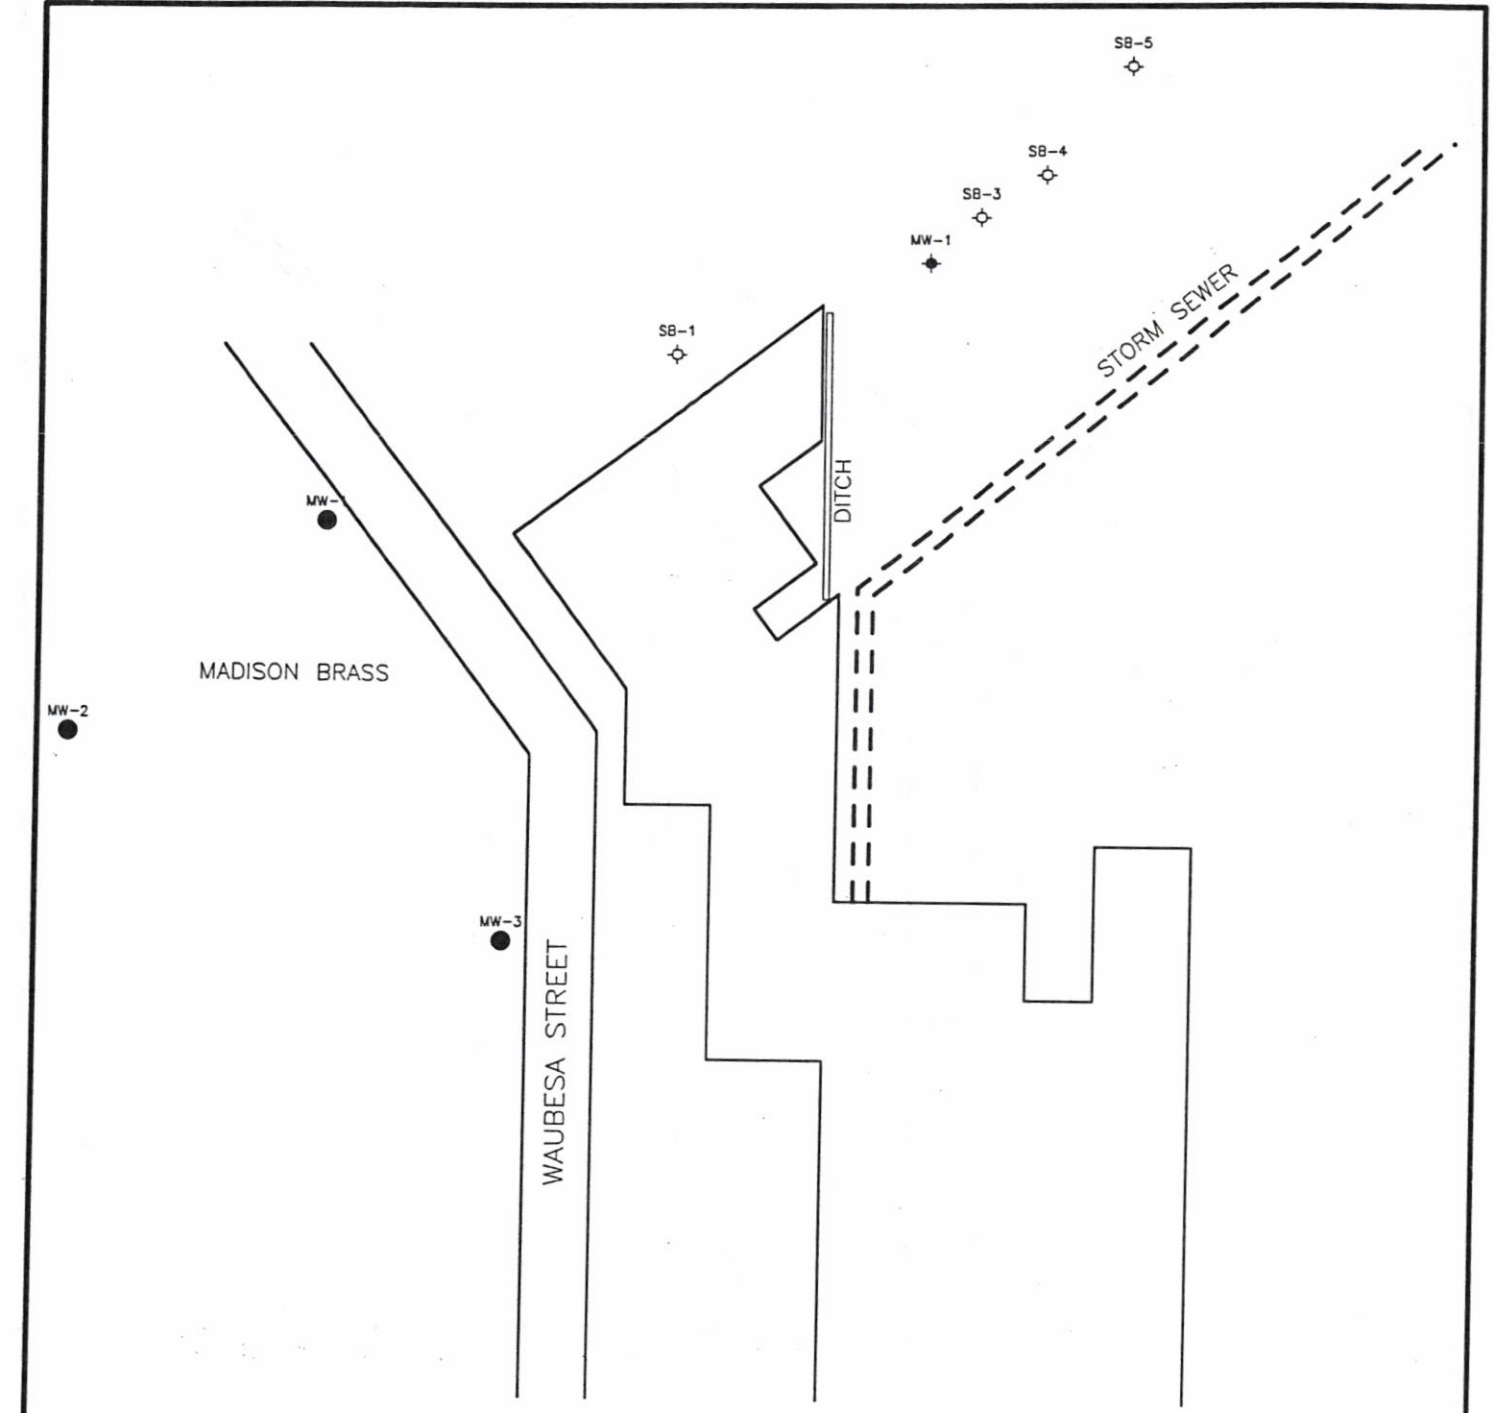 SB-5
SB-4
SB-3
MW-1
STORM SEWER
SB-1
DITCH
MW-1
MADISON BRASS
MW-2
MW-3
WAUBESA STREET